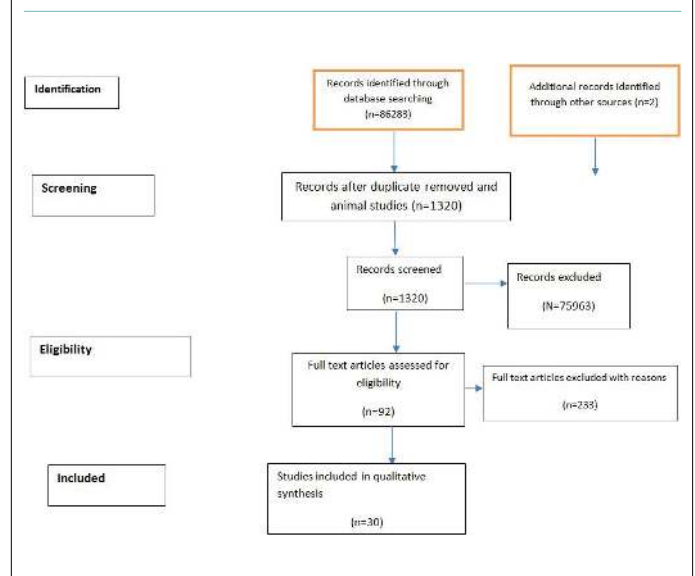 Identification
Records identified through
database searching
(n=86283)
Additional records identified
through other sources (n=2)
Screening
Records after duplicate removed and
animal studies (n=1320)
Records screened
(n=1320)
Records excluded
(N=75963)
Eligibility
Full text articles assessed for
eligibility
(n=92)
Full text articles excluded with reasons
(n=233)
Included
Studies included in qualitative
synthesis
(n=30)